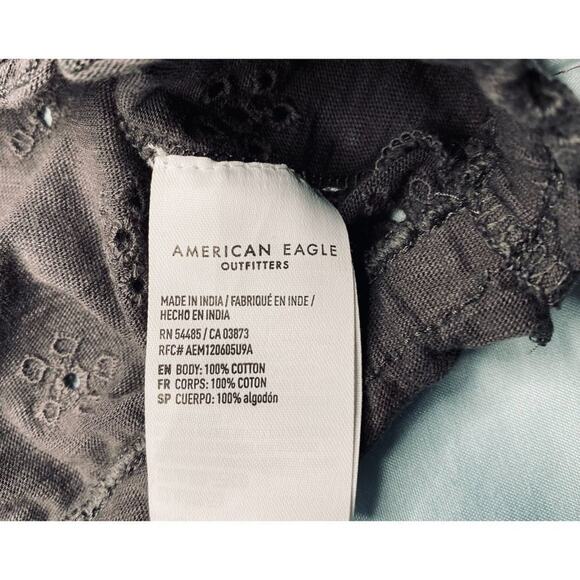 AMERICAN EAGLE
OUTFITTERS
MADE IN INDIA / FABRIQUÉ EN INDE /
HECHO EN INDIA
RN 54485 / CA 03873
RFC# AEM120605U9A
EN BODY: 100% COTTON
FR CORPS: 100% COTON
SP CUERPO: 100% algodón